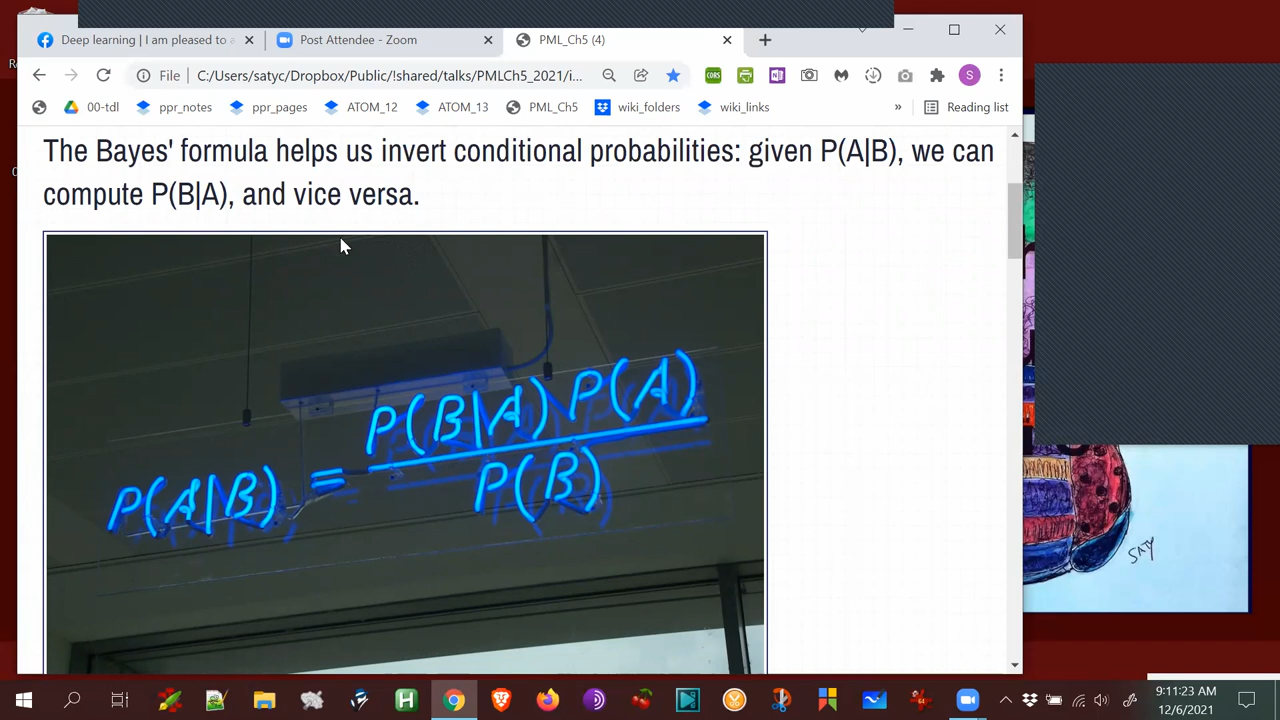 Deep learning | I am pleased to a
Post Attendee - Zoom
PML_Ch5 (4)
File
C:/Users/satyc/Dropbox/Public/!shared/talks/PMLCh5_2021/i...
CORS
S
00-tdl
ppr_notes
ppr_pages
ATOM_12
ATOM_13
PML_Ch5
wiki_folders
wiki_links
»
Reading list
The Bayes' formula helps us invert conditional probabilities: given P(A|B), we can
compute P(B|A), and vice versa.
P(A|B) = P(B|A) P(A)
P(B)
SATY
9:11:23 AM
12/6/2021